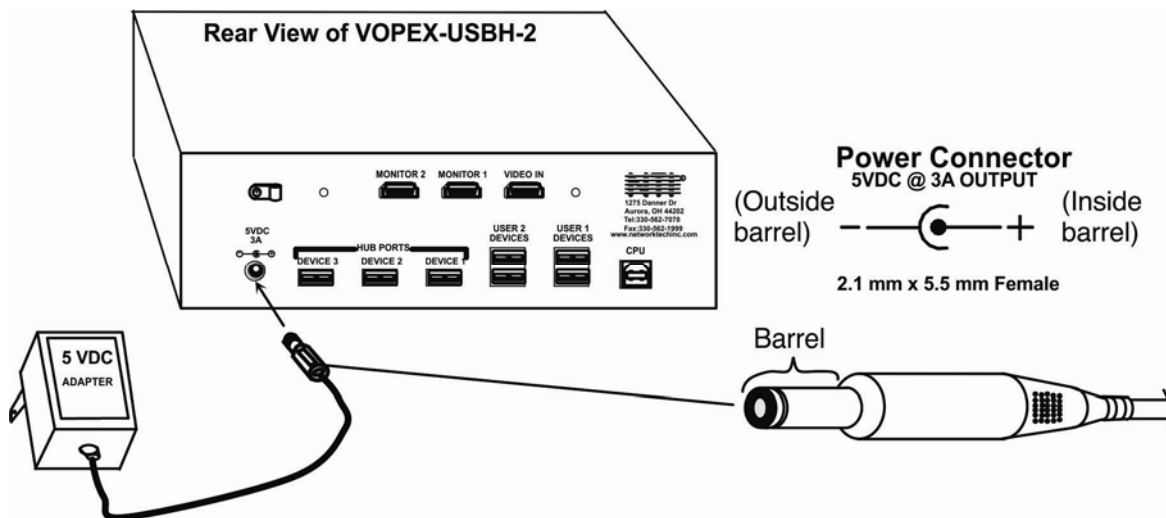 Rear View of VOPEX-USBH-2
MONITOR 2
MONITOR 1
VIDEO IN
1275 Danner Dr
Aurora, OH 44202
Tel:330-562-7070
Fax:330-562-1999
www.networktechinc.com
5VDC
3A
HUB PORTS
DEVICE 3
DEVICE 2
DEVICE 1
USER 2
DEVICES
USER 1
DEVICES
CPU
Power Connector
5VDC @ 3A OUTPUT
(Outside
barrel)
– +
(Inside
barrel)
2.1 mm x 5.5 mm Female
5 VDC
ADAPTER
Barrel